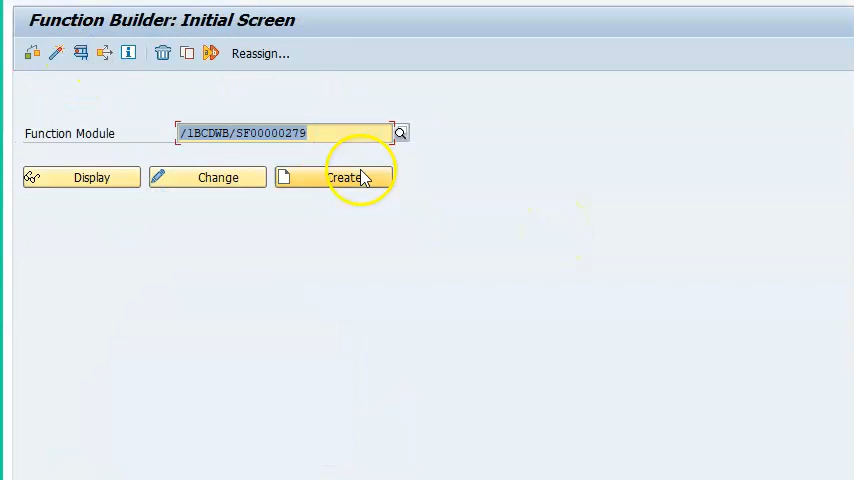 Function Builder: Initial Screen
Reassign...
Function Module /1BCDWB/SF00000279
Display Change Create